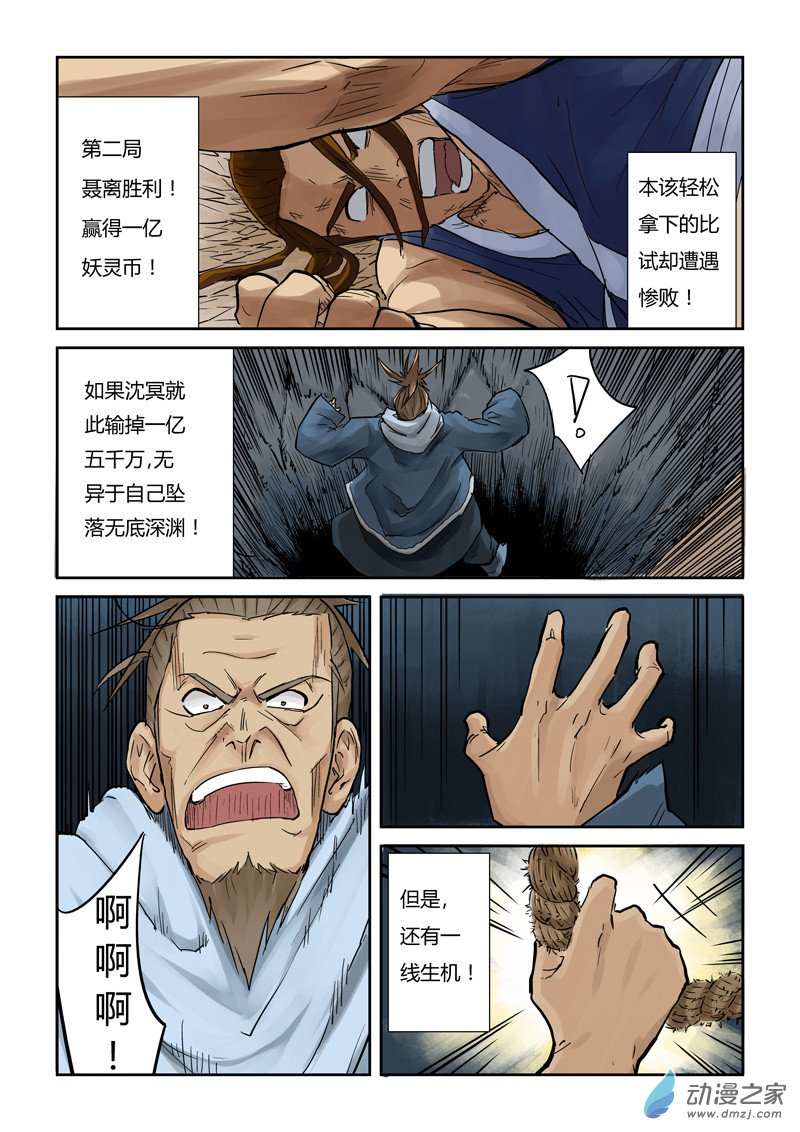 第二局
聂离胜利！
赢得一亿
妖灵币！
本该轻松
拿下的比
试却遭遇
惨败！
如果沈冥就
此输掉一亿
五千万,无
异于自己坠
落无底深渊！
！。
啊
啊
啊
！
但是，
还有一
线生机！
动漫之家
www.dmzj.com